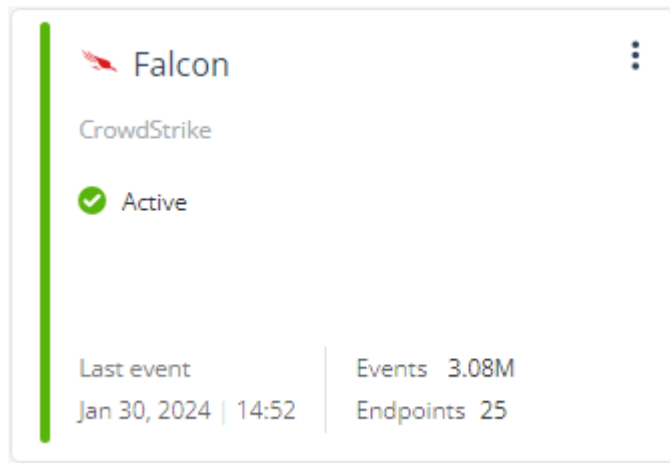 Falcon
CrowdStrike
Active
Last event
Jan 30, 2024 | 14:52
Events 3.08M
Endpoints 25